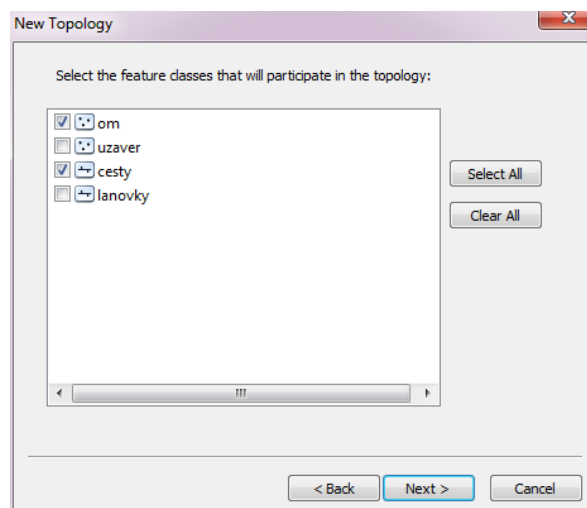 New Topology
Select the feature classes that will participate in the topology:
om
uzaver
cesty
lanovky
Select All
Clear All
< Back
Next >
Cancel